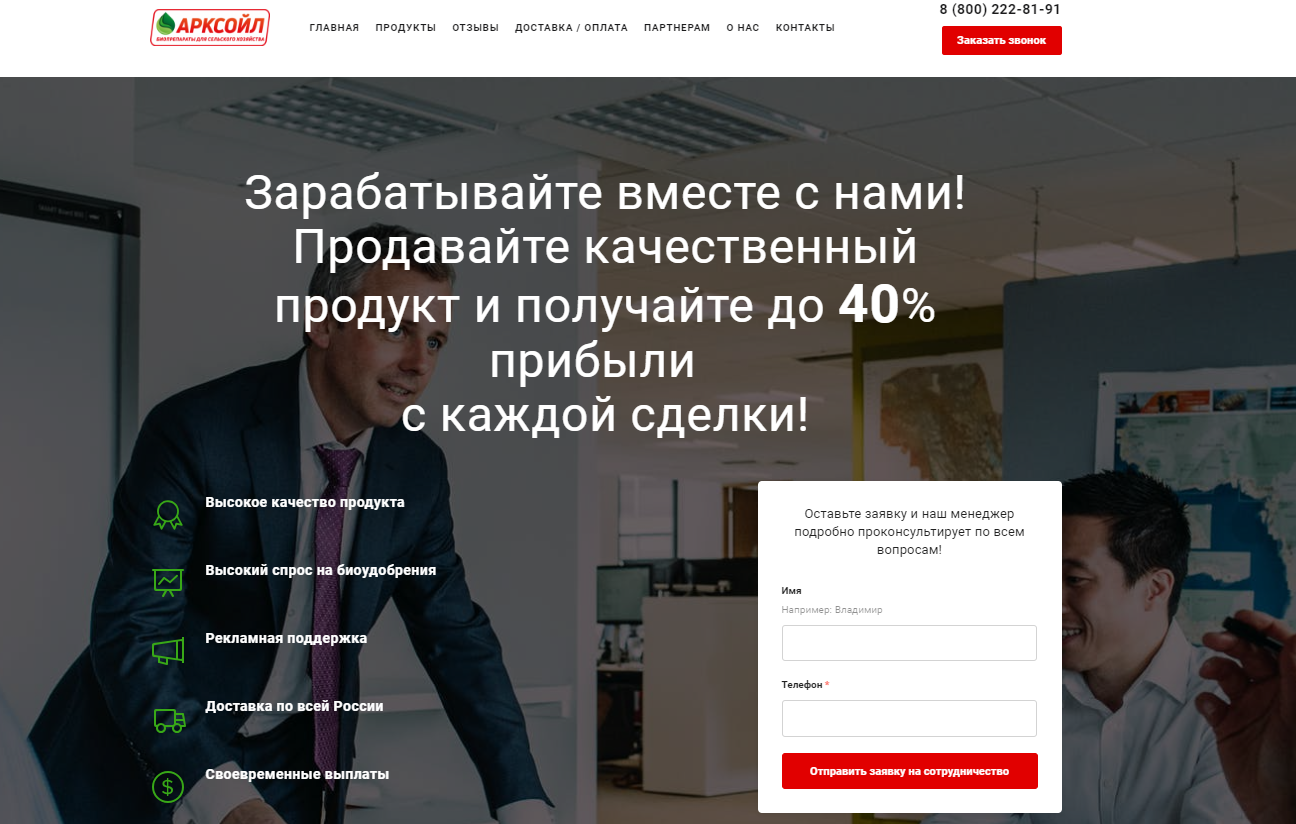 АРКСОЙЛ
БИОПРЕПАРАТЫ ДЛЯ СЕЛЬСКОГО ХОЗЯЙСТВА
ГЛАВНАЯ ПРОДУКТЫ ОТЗЫВЫ ДОСТАВКА / ОПЛАТА ПАРТНЕРАМ О НАС КОНТАКТЫ
8 (800) 222-81-91
Заказать звонок
Зарабатывайте вместе с нами!
Продавайте качественный
продукт и получайте до 40%
прибыли
с каждой сделки!
Высокое качество продукта
Высокий спрос на биоудобрения
Рекламная поддержка
Доставка по всей России
Своевременные выплаты
Оставьте заявку и наш менеджер
подробно проконсультирует по всем
вопросам!
Имя
Например: Владимир
Телефон *
Отправить заявку на сотрудничество